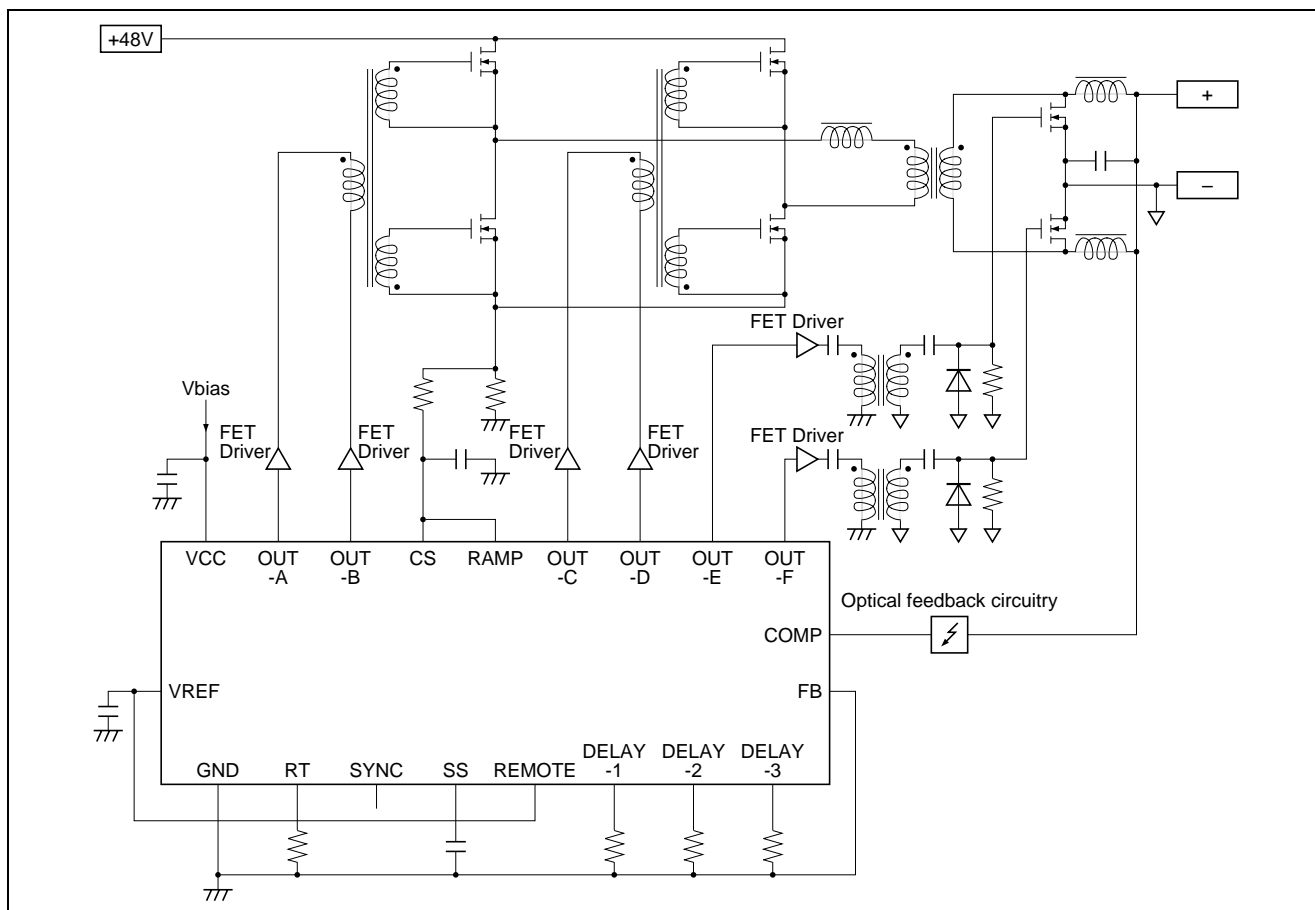 +48V
+
–
FET Driver
Vbias
FET
Driver
FET
Driver
FET
Driver
FET
Driver
FET Driver
VCC
OUT
-A
OUT
-B
CS
RAMP
OUT
-C
OUT
-D
OUT
-E
OUT
-F
Optical feedback circuitry
COMP
VREF
FB
GND
RT
SYNC
SS
REMOTE
DELAY
-1
DELAY
-2
DELAY
-3